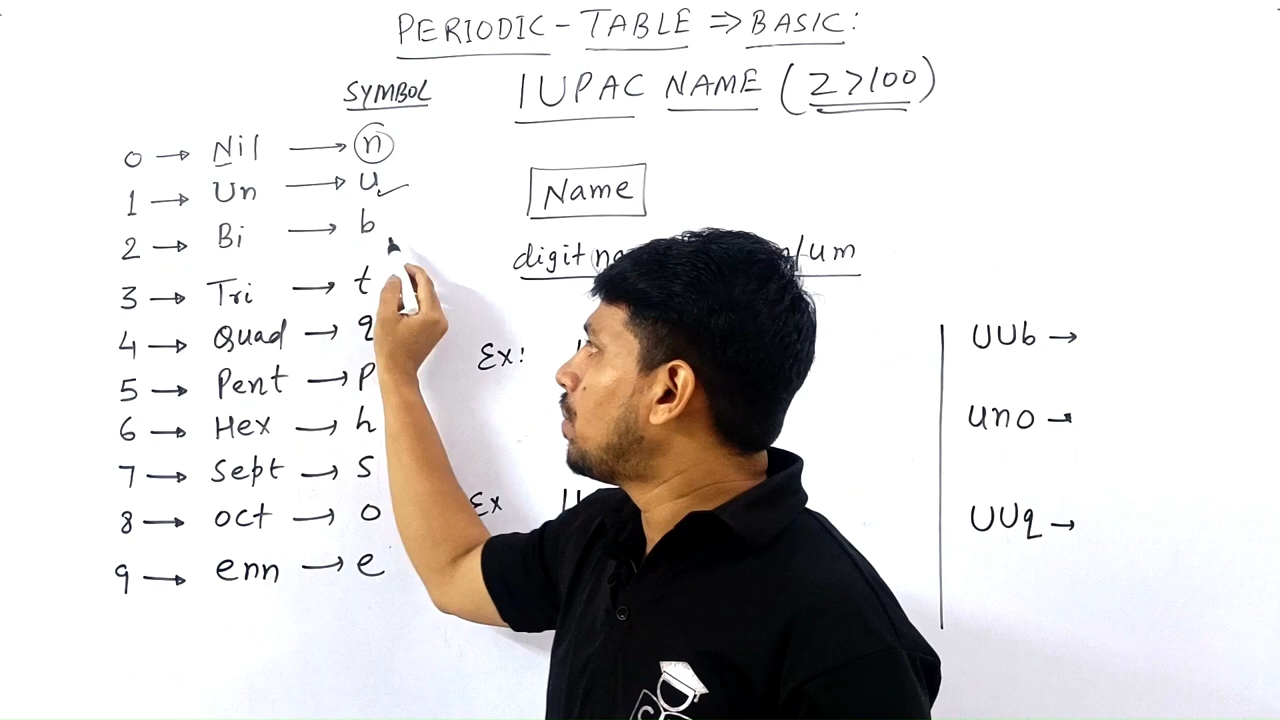 PERIODIC - TABLE ⇒ BASIC:
SYMBOL
IUPAC NAME (Z>100)
0 → Nil → n
1 → Un → u ✓
2 → Bi → b
3 → Tri → t
4 → Quad → q
5 → Pent → p
6 → Hex → h
7 → Sept → s
8 → oct → o
9 → enn → e
Name
digit um
Ex:
Ex
UUb →
uno →
UUq →